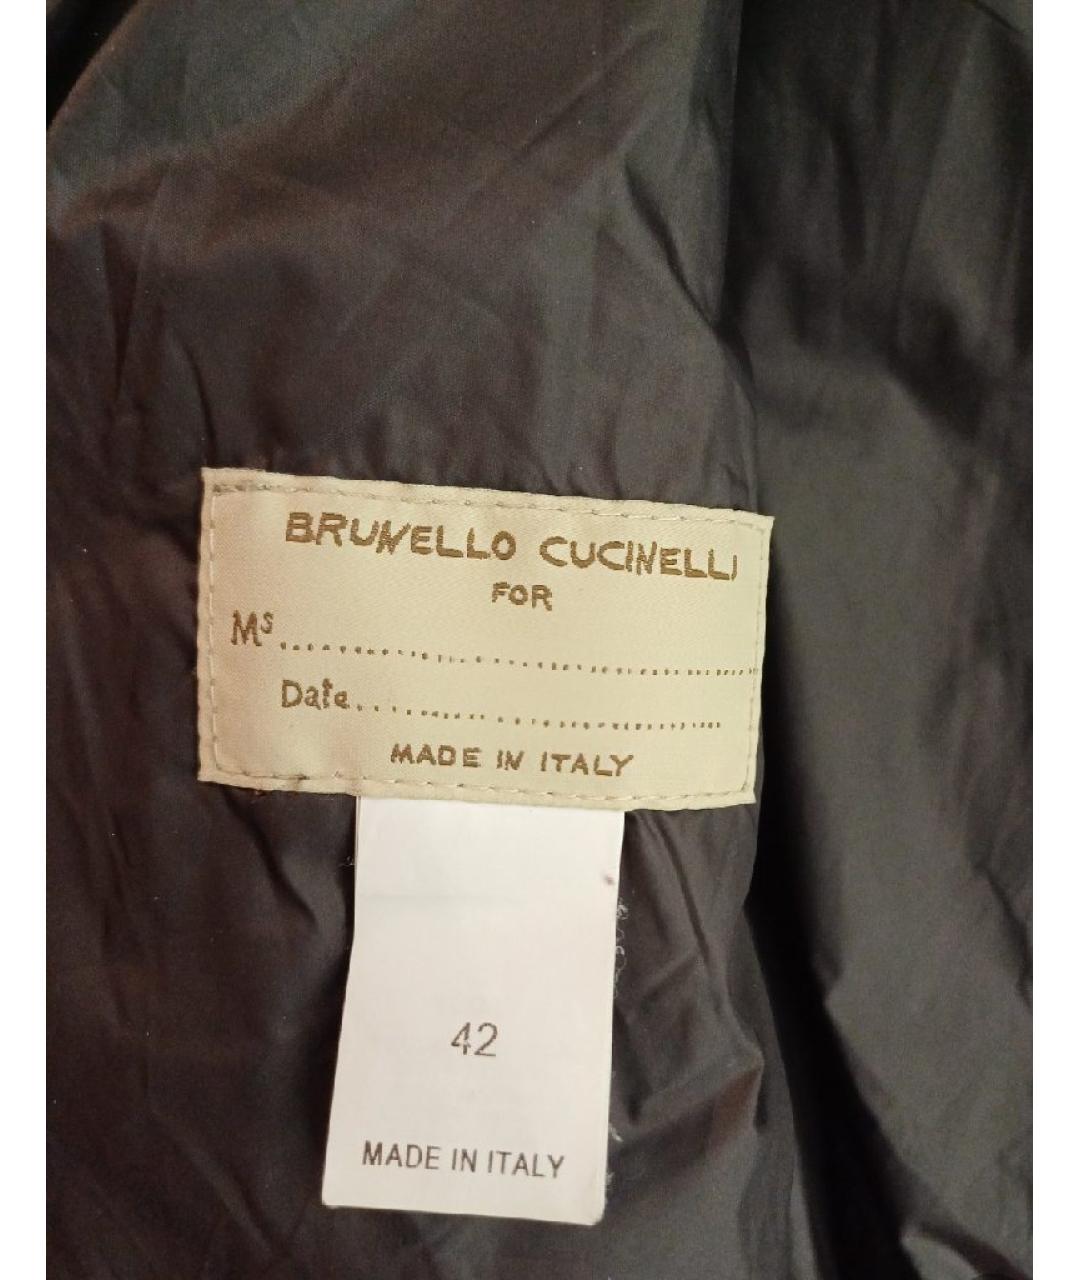 BRUNELLO CUCINELLI
FOR
Ms..........................................
Date..........................................
MADE IN ITALY
42
MADE IN ITALY